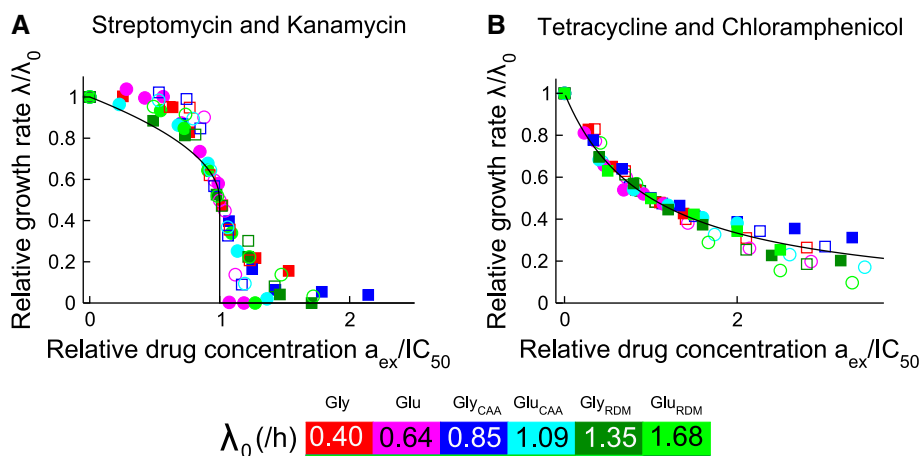 A Streptomycin and Kanamycin
Relative growth rate λ/λ0
1
0.8
0.6
0.4
0.2
0
0 1 2
Relative drug concentration aex/IC50
B Tetracycline and Chloramphenicol
Relative growth rate λ/λ0
1
0.8
0.6
0.4
0.2
0
0 2
Relative drug concentration aex/IC50
Gly Glu GlyCAA GluCAA GlyRDM GluRDM
λ0 (/h) 0.40 0.64 0.85 1.09 1.35 1.68